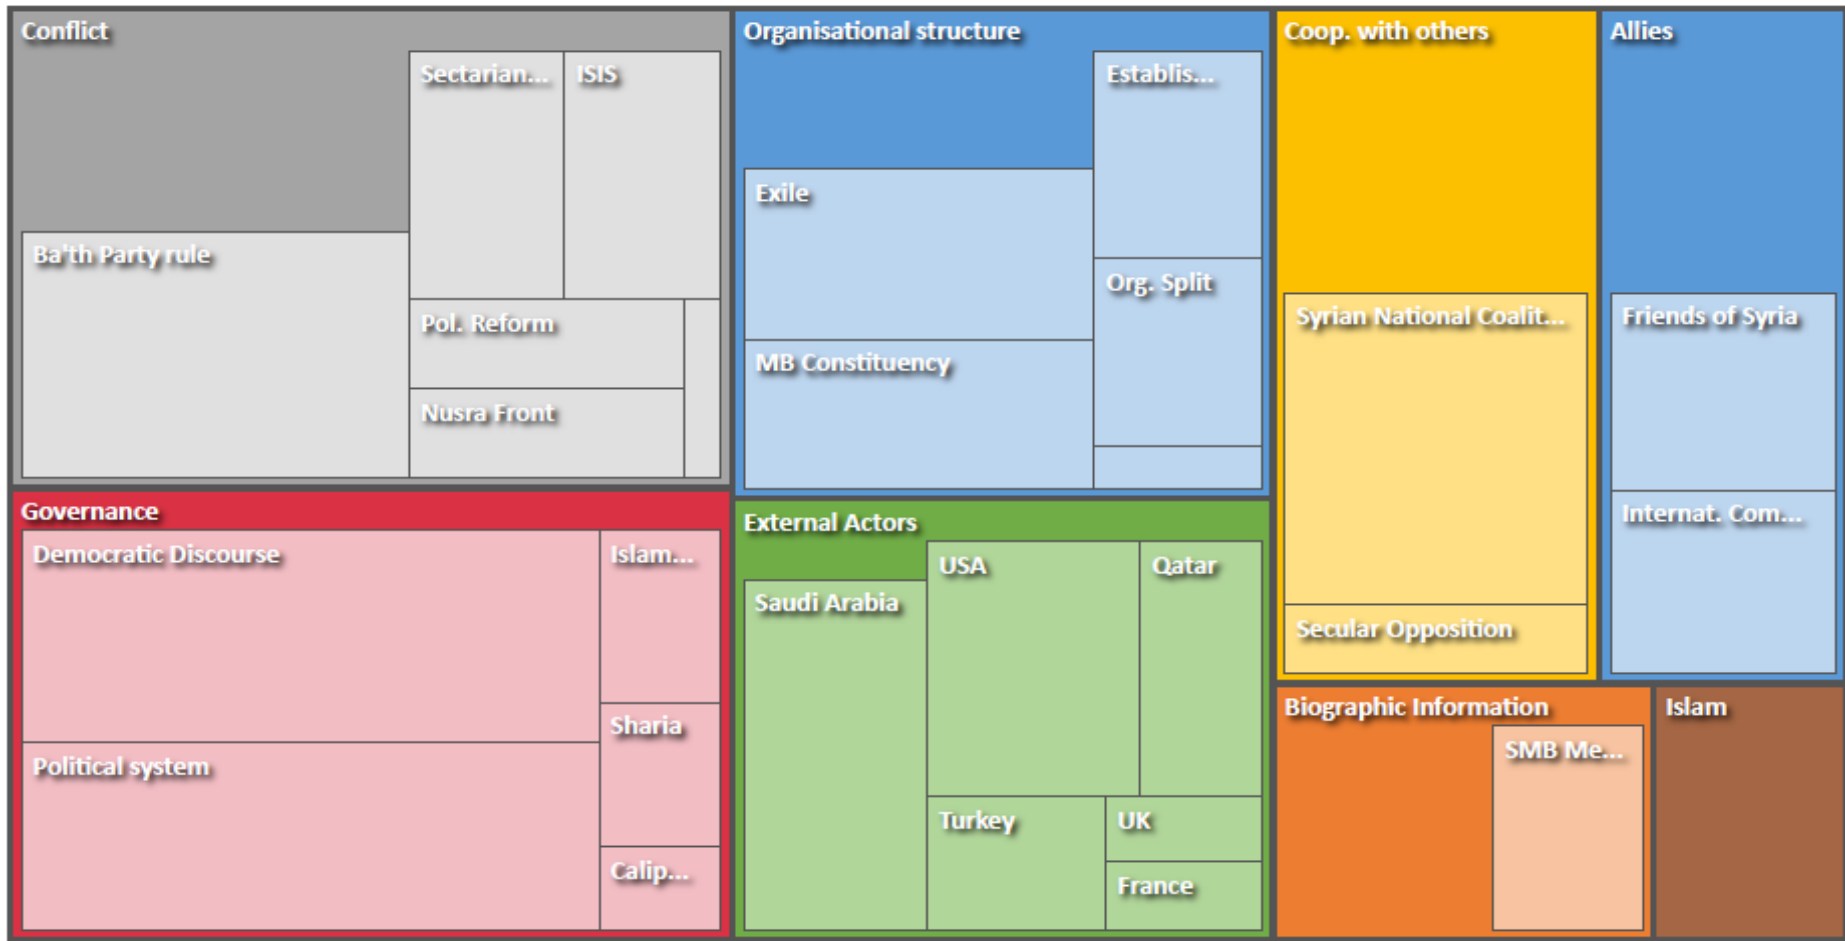 Conflict
Sectarian...
ISIS
Ba'th Party rule
Pol. Reform
Nusra Front
Organisational structure
Establis...
Exile
Org. Split
MB Constituency
Coop. with others
Syrian National Coalit...
Secular Opposition
Allies
Friends of Syria
Internat. Com...
Governance
Democratic Discourse
Islam...
Sharia
Political system
Calip...
External Actors
USA
Qatar
Saudi Arabia
Turkey
UK
France
Biographic Information
SMB Me...
Islam